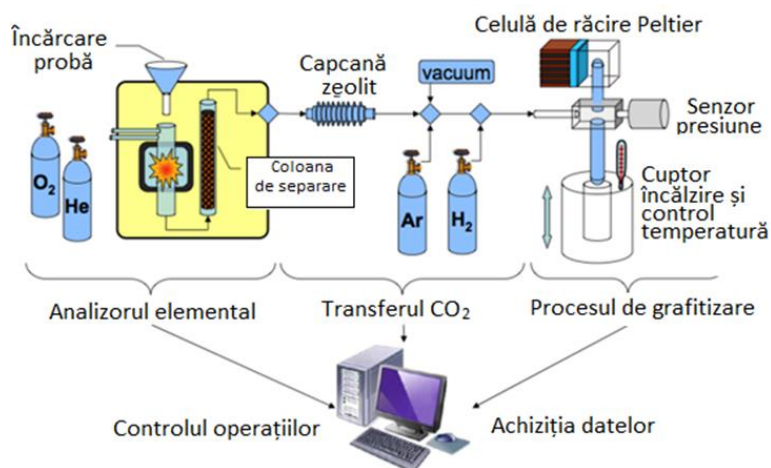 Încărcare
probă
Capcană
zeolit
vacuum
Celulă de răcire Peltier
Senzor
presiune
O2
He
Coloana
de separare
Ar
H2
Cuptor
încălzire și
control
temperatură
Analizorul elemental
Transferul CO2
Procesul de grafitizare
Controlul operațiilor
Achiziția datelor